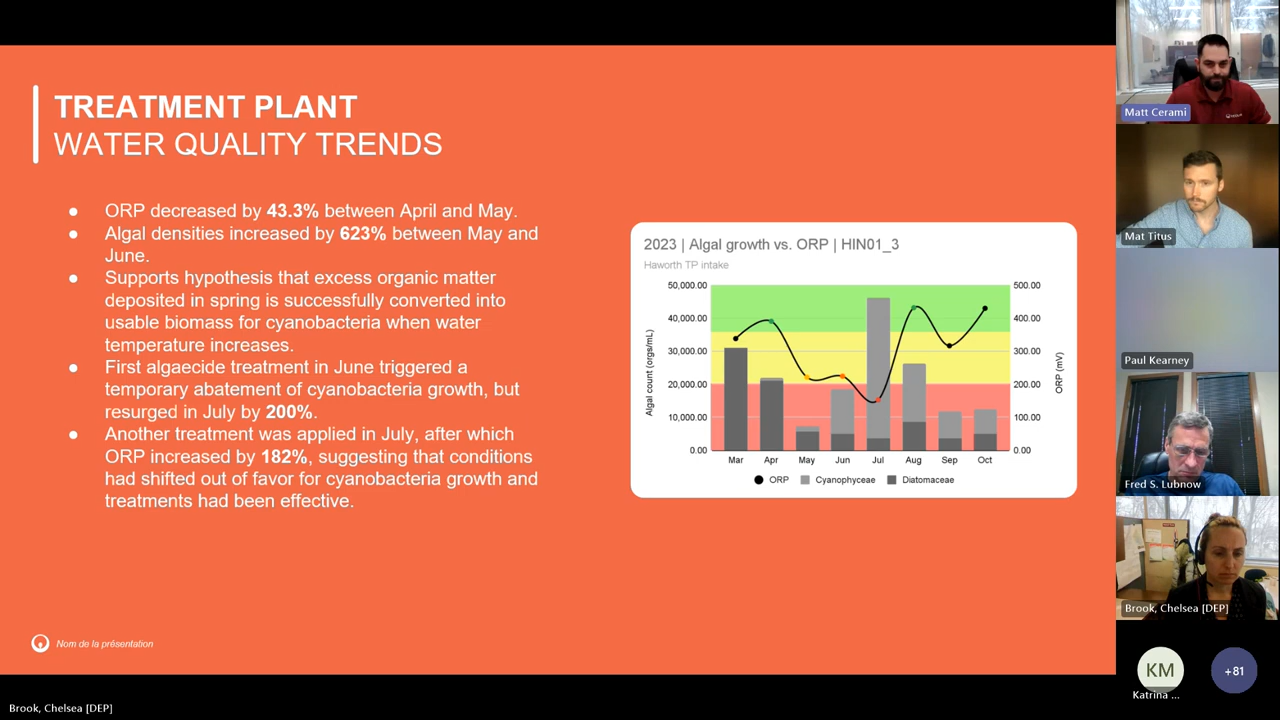 TREATMENT PLANT
WATER QUALITY TRENDS
● ORP decreased by 43.3% between April and May.
● Algal densities increased by 623% between May and
June.
● Supports hypothesis that excess organic matter
deposited in spring is successfully converted into
usable biomass for cyanobacteria when water
temperature increases.
● First algaecide treatment in June triggered a
temporary abatement of cyanobacteria growth, but
resurged in July by 200%.
● Another treatment was applied in July, after which
ORP increased by 182%, suggesting that conditions
had shifted out of favor for cyanobacteria growth and
treatments had been effective.
2023 | Algal growth vs. ORP | HIN01_3
Haworth TP intake
Algal count (orgs/mL)
50,000.00
40,000.00
30,000.00
20,000.00
10,000.00
0.00
500.00
400.00
300.00
200.00
100.00
0.00
ORP (mV)
Mar Apr May Jun Jul Aug Sep Oct
ORP Cyanophyceae Diatomaceae
Nom de la présentation
Matt Cerami
Mat Titus
Paul Kearney
Fred S. Lubnow
Brook, Chelsea [DEP]
KM
Katrina ...
+81
Brook, Chelsea [DEP]